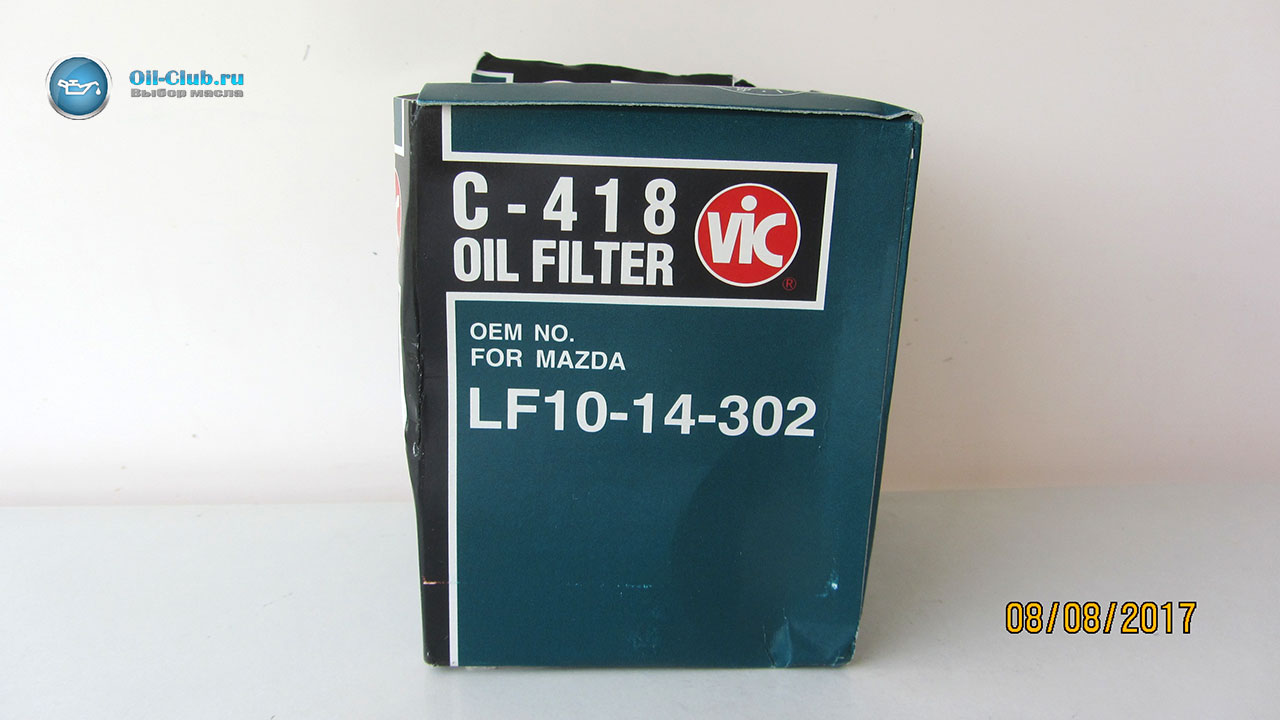 Oil-Club.ru
Выбор масла
C-418
OIL FILTER
VIC
®
OEM NO.
FOR MAZDA
LF10-14-302
08/08/2017